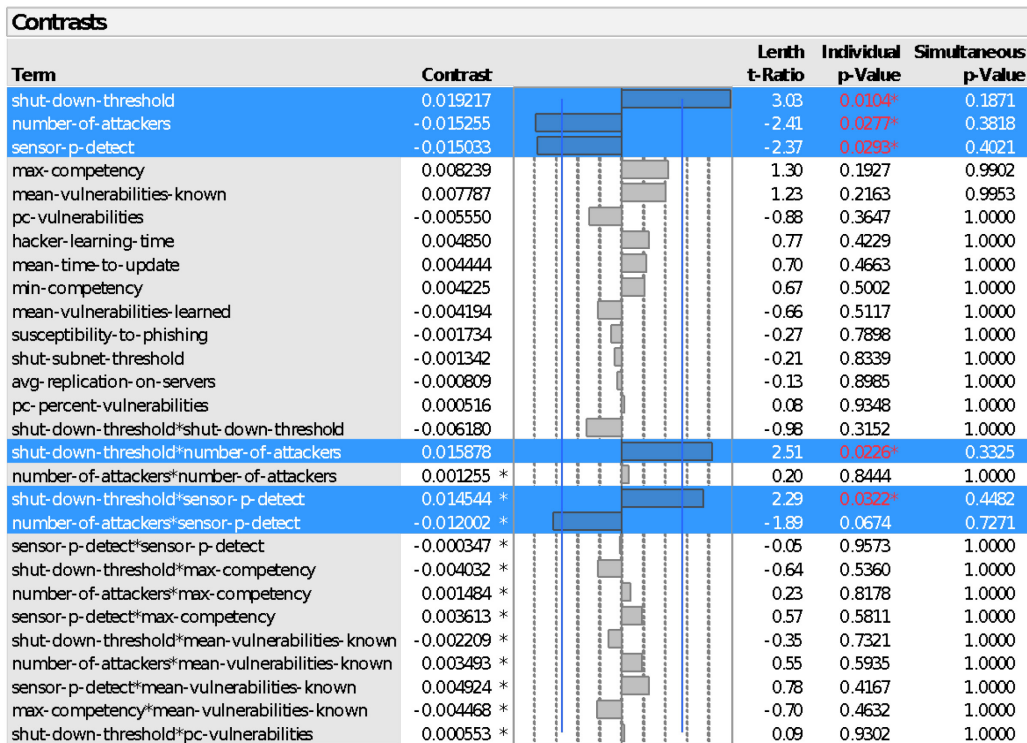 Contrasts
Lenth Individual Simultaneous
Term Contrast t-Ratio p-Value p-Value
shut-down-threshold 0.019217 3.03 0.0104* 0.1871
number-of-attackers -0.015255 -2.41 0.0277* 0.3818
sensor-p-detect -0.015033 -2.37 0.0293* 0.4021
max-competency 0.008239 1.30 0.1927 0.9902
mean-vulnerabilities-known 0.007787 1.23 0.2163 0.9953
pc-vulnerabilities -0.005550 -0.88 0.3647 1.0000
hacker-learning-time 0.004850 0.77 0.4229 1.0000
mean-time-to-update 0.004444 0.70 0.4663 1.0000
min-competency 0.004225 0.67 0.5002 1.0000
mean-vulnerabilities-learned -0.004194 -0.66 0.5117 1.0000
susceptibility-to-phishing -0.001734 -0.27 0.7898 1.0000
shut-subnet-threshold -0.001342 -0.21 0.8339 1.0000
avg-replication-on-servers -0.000809 -0.13 0.8985 1.0000
pc-percent-vulnerabilities 0.000516 0.08 0.9348 1.0000
shut-down-threshold*shut-down-threshold -0.006180 -0.98 0.3152 1.0000
shut-down-threshold*number-of-attackers 0.015878 2.51 0.0226* 0.3325
number-of-attackers*number-of-attackers 0.001255 * 0.20 0.8444 1.0000
shut-down-threshold*sensor-p-detect 0.014544 * 2.29 0.0322* 0.4482
number-of-attackers*sensor-p-detect -0.012002 * -1.89 0.0674 0.7271
sensor-p-detect*sensor-p-detect -0.000347 * -0.05 0.9573 1.0000
shut-down-threshold*max-competency -0.004032 * -0.64 0.5360 1.0000
number-of-attackers*max-competency 0.001484 * 0.23 0.8178 1.0000
sensor-p-detect*max-competency 0.003613 * 0.57 0.5811 1.0000
shut-down-threshold*mean-vulnerabilities-known -0.002209 * -0.35 0.7321 1.0000
number-of-attackers*mean-vulnerabilities-known 0.003493 * 0.55 0.5935 1.0000
sensor-p-detect*mean-vulnerabilities-known 0.004924 * 0.78 0.4167 1.0000
max-competency*mean-vulnerabilities-known -0.004468 * -0.70 0.4632 1.0000
shut-down-threshold*pc-vulnerabilities 0.000553 * 0.09 0.9302 1.0000